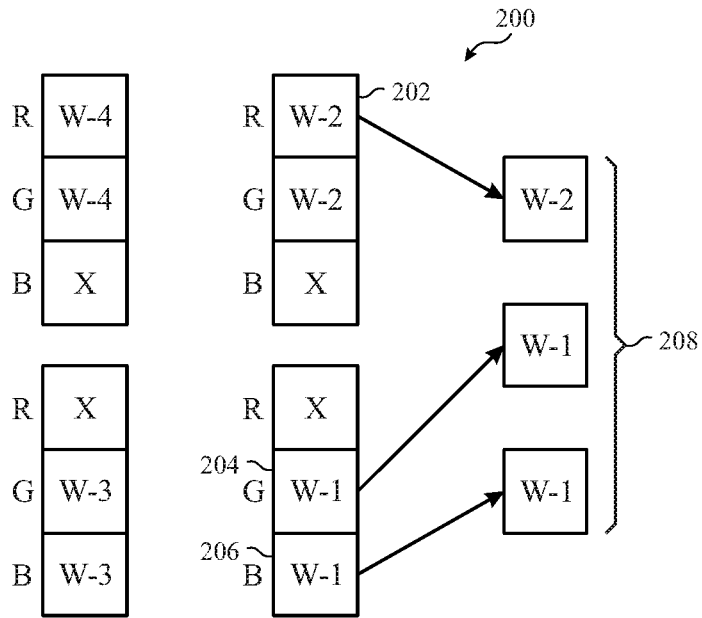 200
R W-4 R W-2 202
G W-4 G W-2 W-2
B X B X
W-1 208
R X R X
204
G W-3 G W-1 W-1
206
B W-3 B W-1